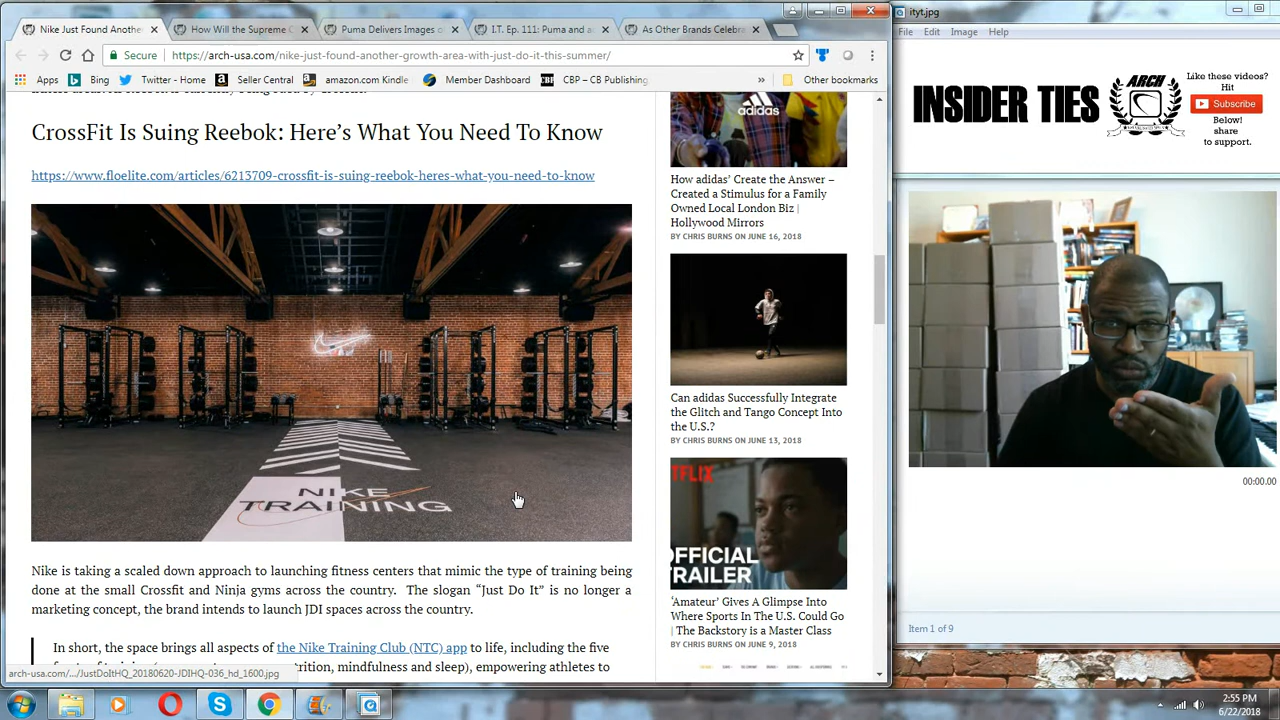 Nike Just Found Anothe
How Will the Supreme C
Puma Delivers Images o
I.T. Ep. 111: Puma and ac
As Other Brands Celebra
Secure
https://arch-usa.com/nike-just-found-another-growth-area-with-just-do-it-this-summer/
Apps
Bing
Twitter - Home
Seller Central
amazon.com Kindle
Member Dashboard
CBP
CBP – CB Publishing
»
Other bookmarks
CrossFit Is Suing Reebok: Here's What You Need To Know
https://www.floelite.com/articles/6213709-crossfit-is-suing-reebok-heres-what-you-need-to-know
NIKE
TRAINING
Nike is taking a scaled down approach to launching fitness centers that mimic the type of training being
done at the small Crossfit and Ninja gyms across the country. The slogan “Just Do It” is no longer a
marketing concept, the brand intends to launch JDI spaces across the country.
In short, the space brings all aspects of the Nike Training Club (NTC) app to life, including the five
nutrition, mindfulness and sleep), empowering athletes to
arch-usa.com/.../JustDoItHQ_20180620-JDIHQ-036_hd_1600.jpg
adidas
How adidas' Create the Answer –
Created a Stimulus for a Family
Owned Local London Biz |
Hollywood Mirrors
BY CHRIS BURNS ON JUNE 16, 2018
Can adidas Successfully Integrate
the Glitch and Tango Concept Into
the U.S.?
BY CHRIS BURNS ON JUNE 13, 2018
TFLIX
OFFICIAL
TRAILER
'Amateur' Gives A Glimpse Into
Where Sports In The U.S. Could Go
| The Backstory is a Master Class
BY CHRIS BURNS ON JUNE 9, 2018
ityt.jpg
File Edit Image Help
INSIDER TIES
ARCH
Like these videos?
Hit
Subscribe
Below!
share
to support.
00:00.00
Item 1 of 9
2:55 PM
6/22/2018